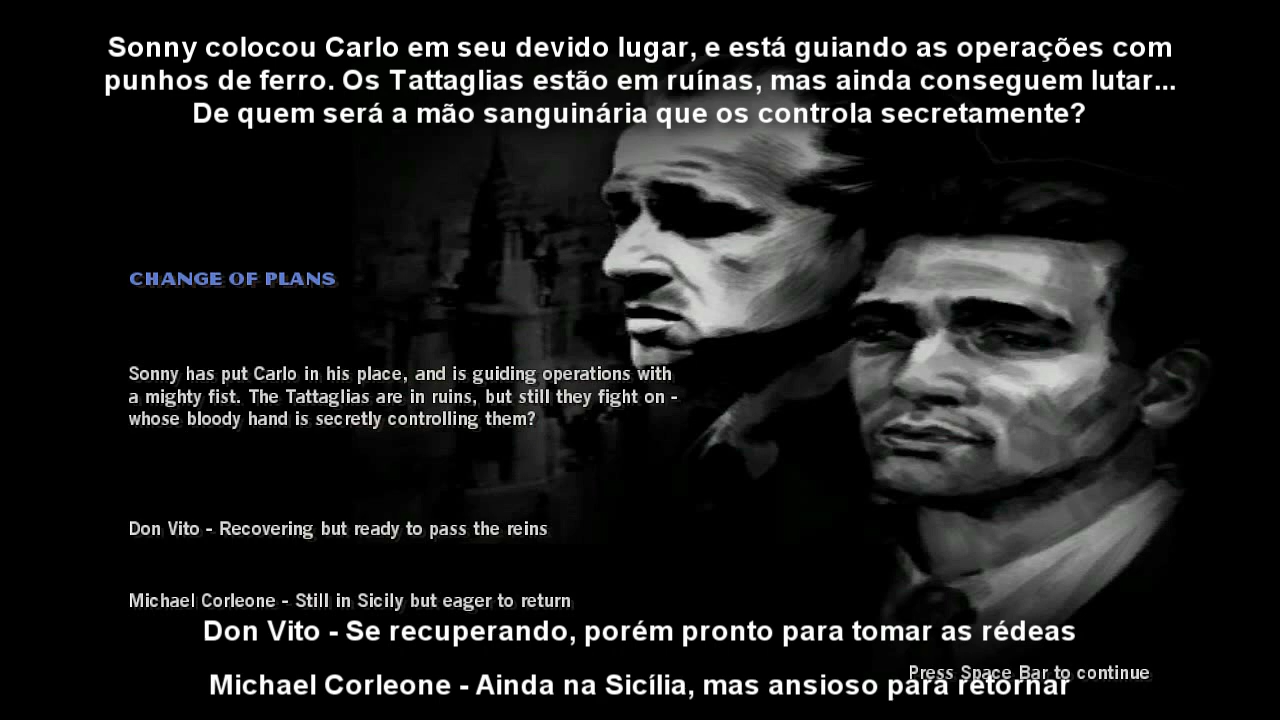 Sonny colocou Carlo em seu devido lugar, e está guiando as operações com
punhos de ferro. Os Tattaglias estão em ruínas, mas ainda conseguem lutar...
De quem será a mão sanguinária que os controla secretamente?
CHANGE OF PLANS
Sonny has put Carlo in his place, and is guiding operations with
a mighty fist. The Tattaglias are in ruins, but still they fight on -
whose bloody hand is secretly controlling them?
Don Vito - Recovering but ready to pass the reins
Michael Corleone - Still in Sicily but eager to return
Don Vito - Se recuperando, porém pronto para tomar as rédeas
Press Space Bar to continue
Michael Corleone - Ainda na Sicília, mas ansioso para retornar